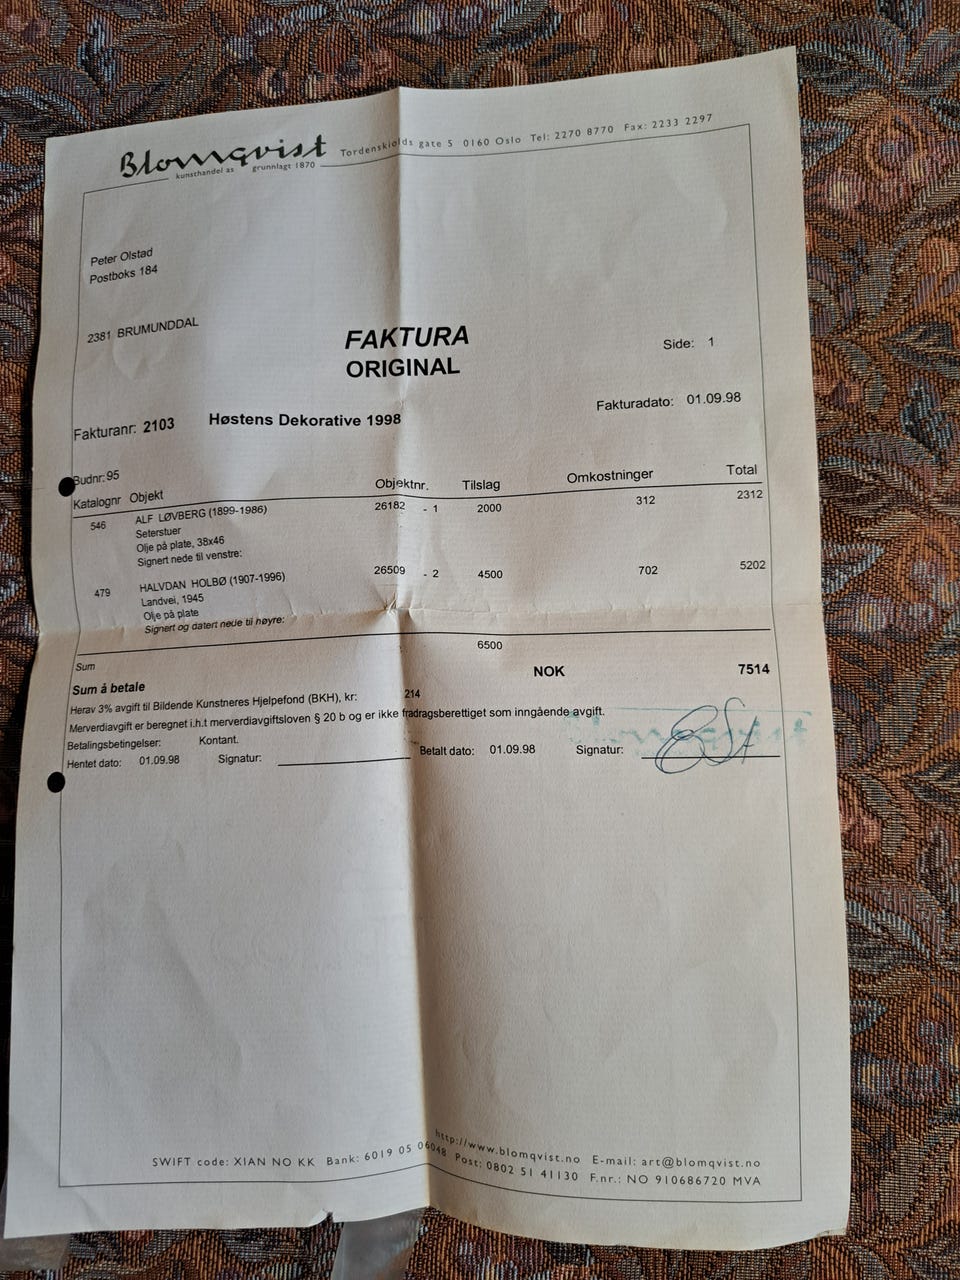 Blomqvist
kunsthandel as grunnlagt 1870
Tordenskiolds gate 5 0160 Oslo Tel: 2270 8770 Fax: 2233 2297
Peter Olstad
Postboks 184
2381 BRUMUNDDAL
FAKTURA
ORIGINAL
Side: 1
Fakturanr: 2103 Høstens Dekorative 1998 Fakturadato: 01.09.98
Budnr: 95
Katalognr Objekt Objektnr. Tilslag Omkostninger Total
546 ALF LØVBERG (1899-1986) 26182 - 1 2000 312 2312
Seterstuer
Olje på plate, 38x46
Signert nede til venstre:
479 HALVDAN HOLBØ (1907-1996) 26509 - 2 4500 702 5202
Landvei, 1945
Olje på plate
Signert og datert nede til høyre:
Sum 6500
Sum å betale NOK 7514
Herav 3% avgift til Bildende Kunstneres Hjelpefond (BKH), kr: 214
Merverdiavgift er beregnet i.h.t merverdiavgiftsloven § 20 b og er ikke fradragsberettiget som inngående avgift.
Betalingsbetingelser: Kontant.
Hentet dato: 01.09.98 Signatur: Betalt dato: 01.09.98 Signatur:
Blomqvist
http://www.blomqvist.no E-mail: art@blomqvist.no
SWIFT code: XIAN NO KK Bank: 6019 05 06048 Post: 0802 51 41130 F.nr.: NO 910686720 MVA